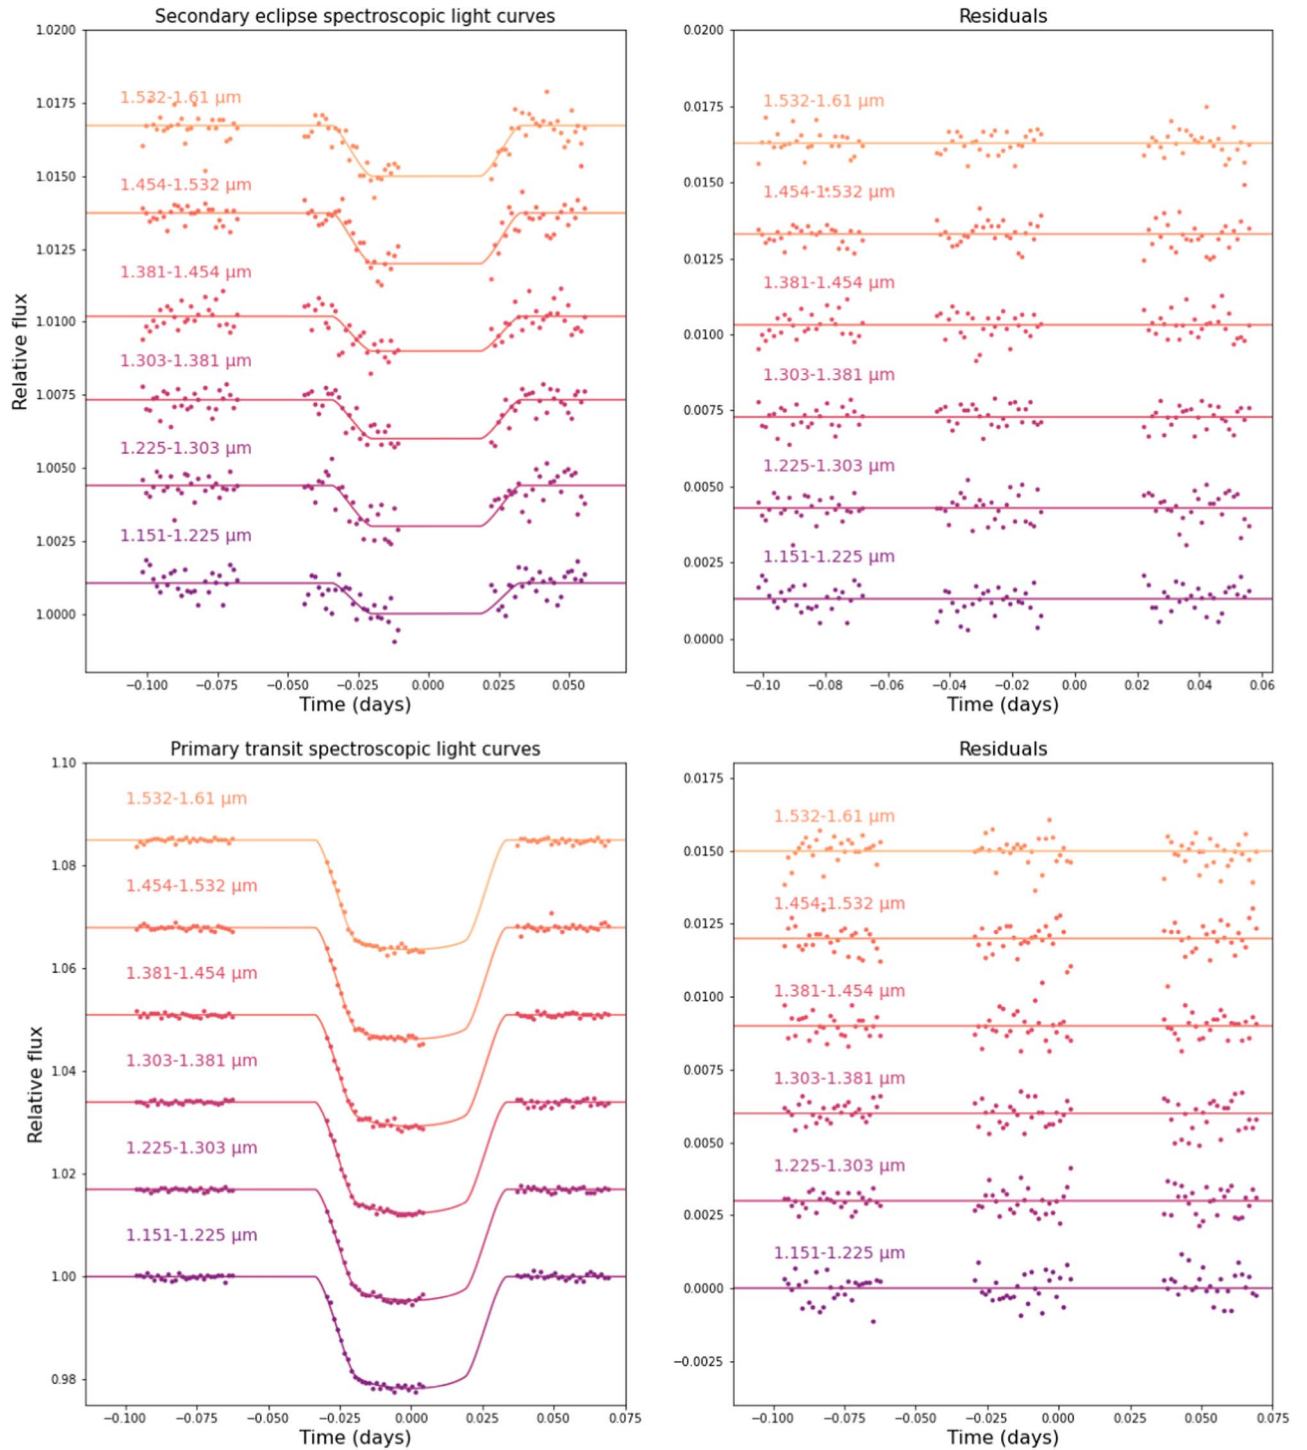 Secondary eclipse spectroscopic light curves
1.0200
1.0175
1.0150
1.0125
1.0100
1.0075
1.0050
1.0025
1.0000
Relative flux
1.532-1.61 µm
1.454-1.532 µm
1.381-1.454 µm
1.303-1.381 µm
1.225-1.303 µm
1.151-1.225 µm
−0.100 −0.075 −0.050 −0.025 0.000 0.025 0.050
Time (days)
Residuals
0.0200
0.0175
0.0150
0.0125
0.0100
0.0075
0.0050
0.0025
0.0000
1.532-1.61 µm
1.454-1.532 µm
1.381-1.454 µm
1.303-1.381 µm
1.225-1.303 µm
1.151-1.225 µm
−0.10 −0.08 −0.06 −0.04 −0.02 0.00 0.02 0.04 0.06
Time (days)
Primary transit spectroscopic light curves
1.10
1.08
1.06
1.04
1.02
1.00
0.98
Relative flux
1.532-1.61 µm
1.454-1.532 µm
1.381-1.454 µm
1.303-1.381 µm
1.225-1.303 µm
1.151-1.225 µm
−0.100 −0.075 −0.050 −0.025 0.000 0.025 0.050 0.075
Time (days)
Residuals
0.0175
0.0150
0.0125
0.0100
0.0075
0.0050
0.0025
0.0000
−0.0025
1.532-1.61 µm
1.454-1.532 µm
1.381-1.454 µm
1.303-1.381 µm
1.225-1.303 µm
1.151-1.225 µm
−0.100 −0.075 −0.050 −0.025 0.000 0.025 0.050 0.075
Time (days)